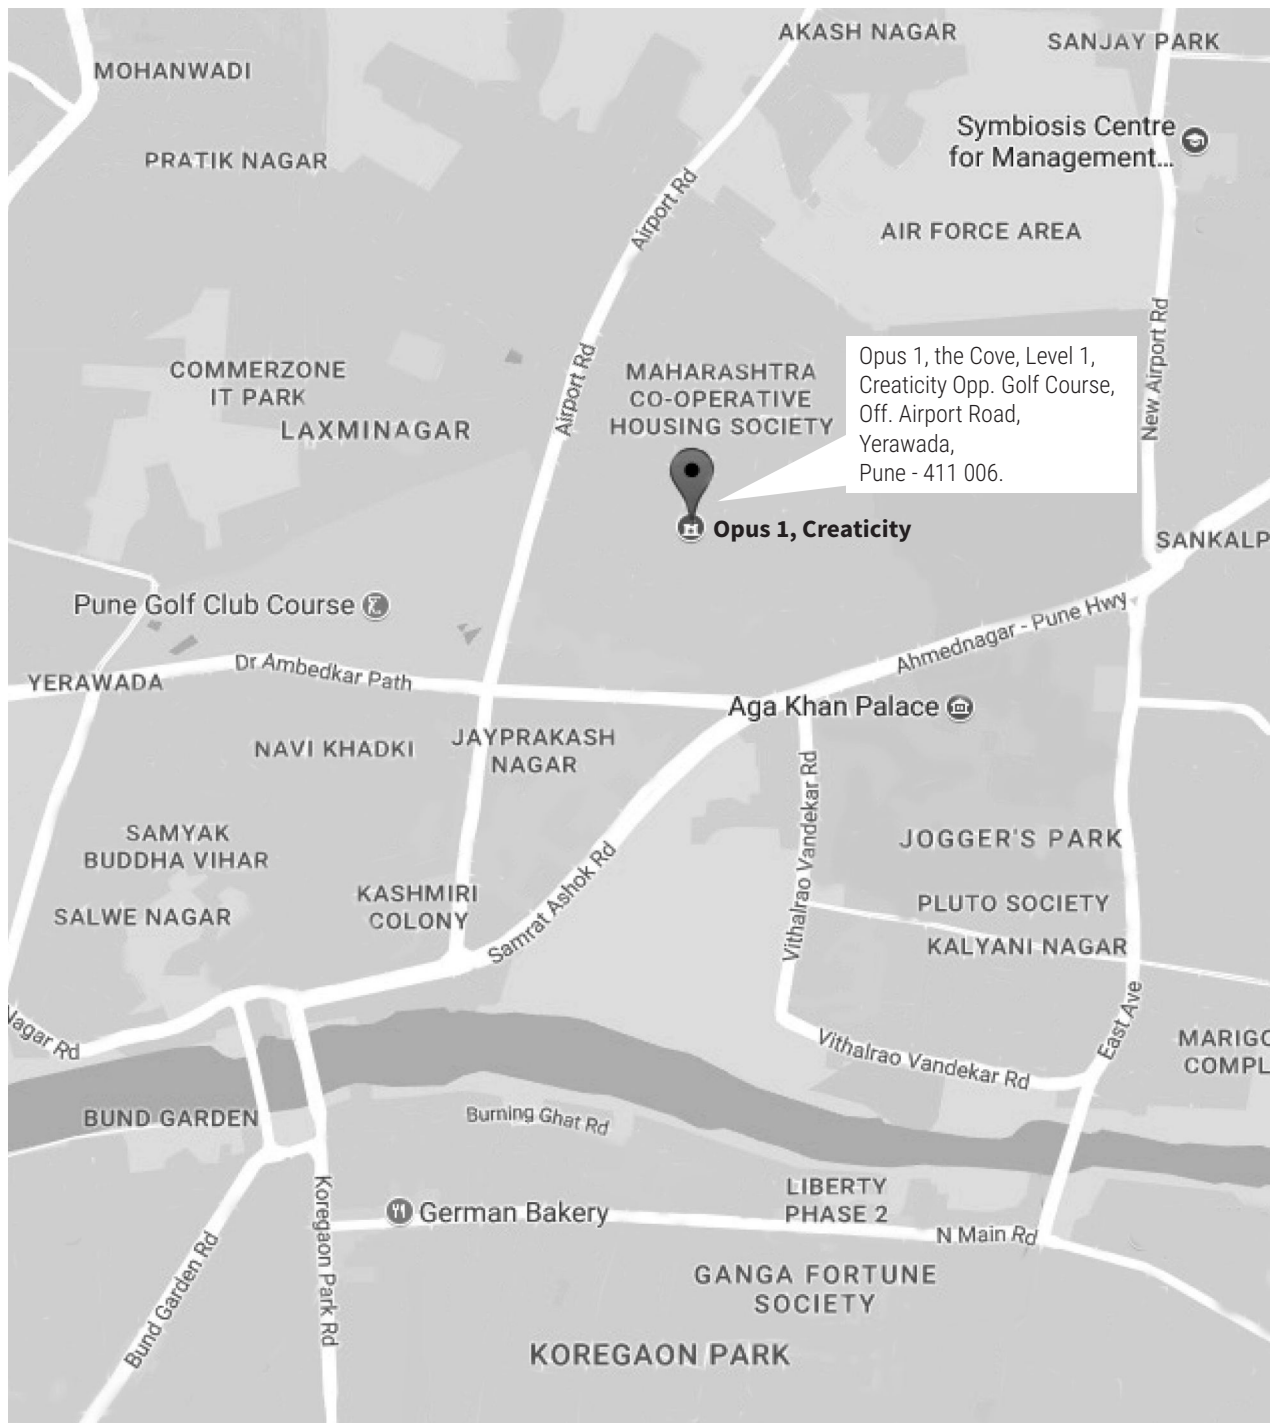 AKASH NAGAR
SANJAY PARK
MOHANWADI
Symbiosis Centre
for Management...
PRATIK NAGAR
Airport Rd
AIR FORCE AREA
New Airport Rd
Airport Rd
COMMERZONE
IT PARK
LAXMINAGAR
MAHARASHTRA
CO-OPERATIVE
HOUSING SOCIETY
Opus 1, the Cove, Level 1,
Creaticity Opp. Golf Course,
Off. Airport Road,
Yerawada,
Pune - 411 006.
Opus 1, Creaticity
SANKALP
Pune Golf Club Course
Ahmednagar - Pune Hwy
Dr Ambedkar Path
YERAWADA
Aga Khan Palace
NAVI KHADKI
JAYPRAKASH
NAGAR
Vithalrao Vandekar Rd
SAMYAK
BUDDHA VIHAR
JOGGER'S PARK
Samrat Ashok Rd
KASHMIRI
COLONY
SALWE NAGAR
PLUTO SOCIETY
KALYANI NAGAR
East Ave
Nagar Rd
Vithalrao Vandekar Rd
MARIGO
COMPL
BUND GARDEN
Burning Ghat Rd
Koregaon Park Rd
German Bakery
LIBERTY
PHASE 2
N Main Rd
Bund Garden Rd
GANGA FORTUNE
SOCIETY
KOREGAON PARK